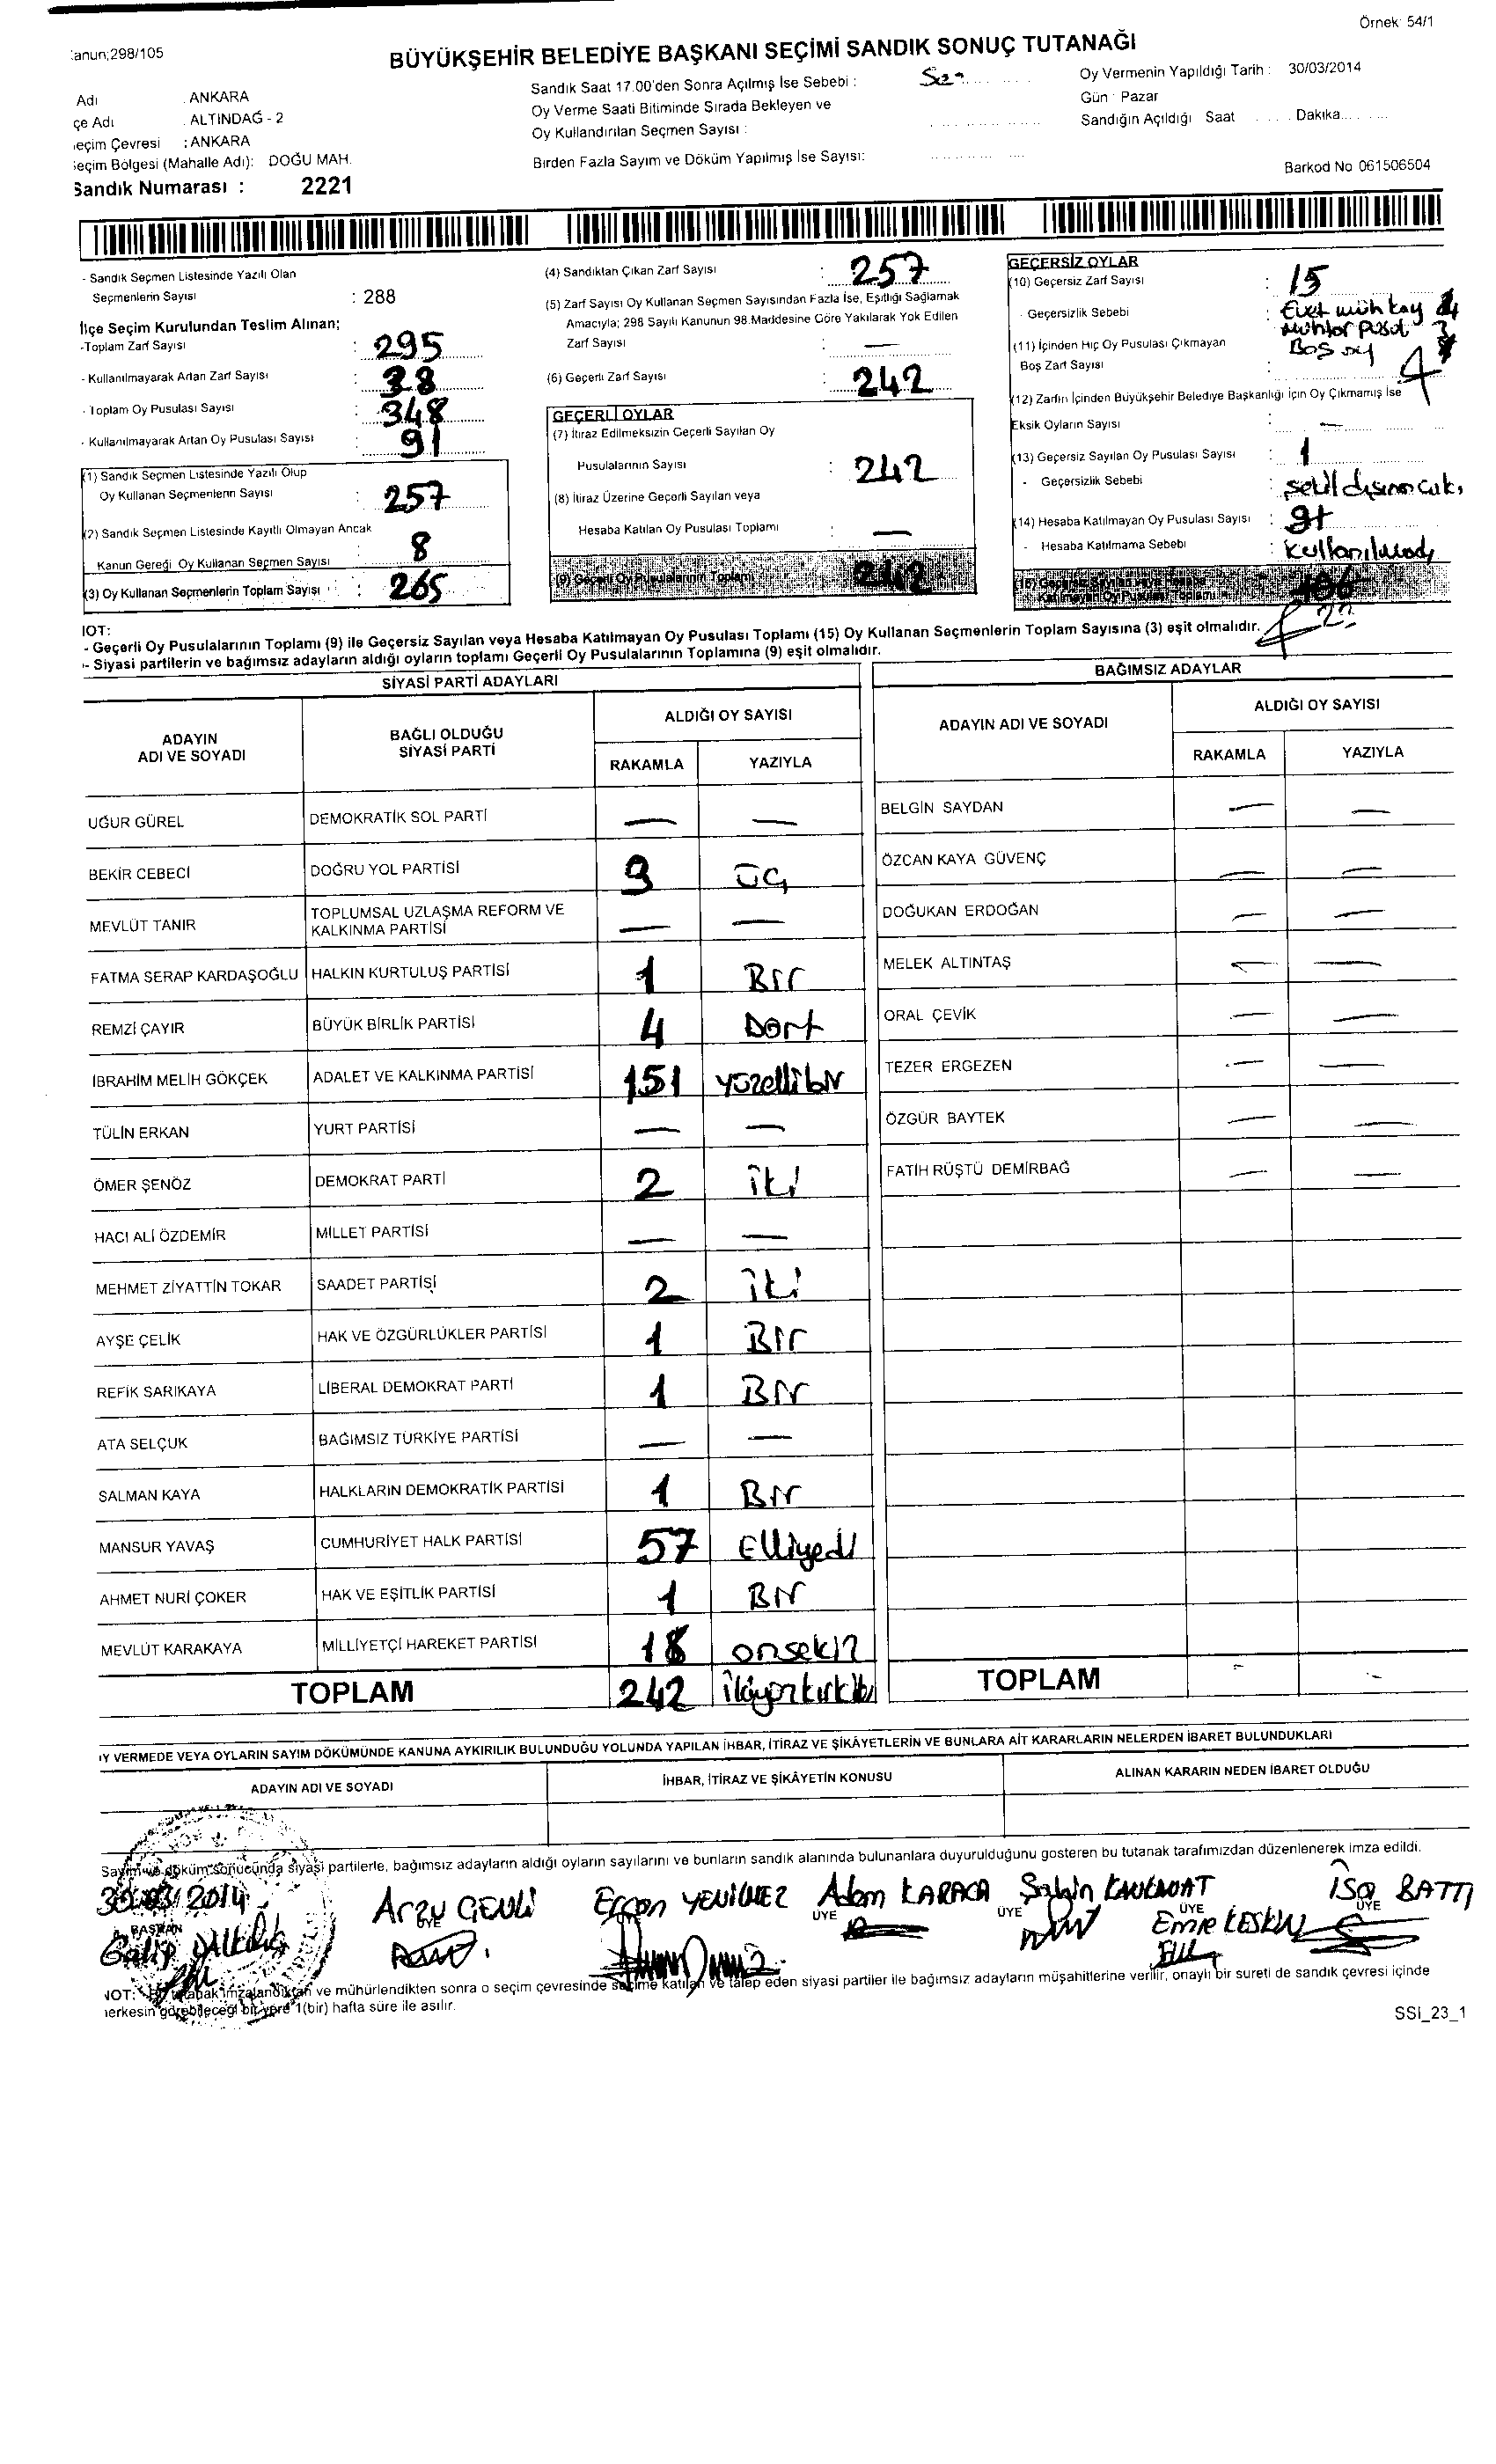 Örnek: 54/1
anun;298/105
BÜYÜKŞEHİR BELEDİYE BAŞKANI SEÇİMİ SANDIK SONUÇ TUTANAĞI
Adı : ANKARA
çe Adı : ALTINDAĞ - 2
eçim Çevresi : ANKARA
eçim Bölgesi (Mahalle Adı): DOĞU MAH.
Sandık Numarası : 2221
Sandık Saat 17.00'den Sonra Açılmış İse Sebebi :
Oy Verme Saati Bitiminde Sırada Bekleyen ve
Oy Kullandırılan Seçmen Sayısı :
Birden Fazla Sayım ve Döküm Yapılmış İse Sayısı:
Oy Vermenin Yapıldığı Tarih : 30/03/2014
Gün : Pazar
Sandığın Açıldığı Saat ..... Dakika.....
Barkod No 061506504
- Sandık Seçmen Listesinde Yazılı Olan
Seçmenlerin Sayısı : 288
İlçe Seçim Kurulundan Teslim Alınan;
-Toplam Zarf Sayısı : 295
- Kullanılmayarak Artan Zarf Sayısı : 38
- Toplam Oy Pusulası Sayısı : 348
- Kullanılmayarak Artan Oy Pusulası Sayısı : 91
(1) Sandık Seçmen Listesinde Yazılı Olup
Oy Kullanan Seçmenlerin Sayısı : 257
(2) Sandık Seçmen Listesinde Kayıtlı Olmayan Ancak
Kanun Gereği Oy Kullanan Seçmen Sayısı 8
(3) Oy Kullanan Seçmenlerin Toplam Sayısı : 265
(4) Sandıktan Çıkan Zarf Sayısı : 257
(5) Zarf Sayısı Oy Kullanan Seçmen Sayısından Fazla İse, Eşitliği Sağlamak
Amacıyla; 298 Sayılı Kanunun 98.Maddesine Göre Yakılarak Yok Edilen
Zarf Sayısı : —
(6) Geçerli Zarf Sayısı : 242
GEÇERLİ OYLAR
(7) İtiraz Edilmeksizin Geçerli Sayılan Oy
Pusulalarının Sayısı : 242
(8) İtiraz Üzerine Geçerli Sayılan veya
Hesaba Katılan Oy Pusulası Toplamı : —
(9) Geçerli Oy Pusulalarının Toplamı 242
GEÇERSİZ OYLAR
(10) Geçersiz Zarf Sayısı : 15
- Geçersizlik Sebebi : Evet müh
Muhtar pusul
Boş
(11) İçinden Hiç Oy Pusulası Çıkmayan
Boş Zarf Sayısı : 4
(12) Zarfın İçinden Büyükşehir Belediye Başkanlığı İçin Oy Çıkmamış İse
Eksik Oyların Sayısı : —
(13) Geçersiz Sayılan Oy Pusulası Sayısı : 1
- Geçersizlik Sebebi :
(14) Hesaba Katılmayan Oy Pusulası Sayısı :
- Hesaba Katılmama Sebebi :
(15) Geçersiz Sayılan veya Hesaba
Katılmayan Oy Pusulası Toplamı 106
22
NOT:
- Geçerli Oy Pusulalarının Toplamı (9) ile Geçersiz Sayılan veya Hesaba Katılmayan Oy Pusulası Toplamı (15) Oy Kullanan Seçmenlerin Toplam Sayısına (3) eşit olmalıdır.
- Siyasi partilerin ve bağımsız adayların aldığı oyların toplamı Geçerli Oy Pusulalarının Toplamına (9) eşit olmalıdır.
SİYASİ PARTİ ADAYLARI
ADAYIN ADI VE SOYADI BAĞLI OLDUĞU SİYASİ PARTİ ALDIĞI OY SAYISI
RAKAMLA YAZIYLA
UĞUR GÜREL DEMOKRATİK SOL PARTİ — —
BEKİR CEBECİ DOĞRU YOL PARTİSİ 3 üç
MEVLÜT TANIR TOPLUMSAL UZLAŞMA REFORM VE KALKINMA PARTİSİ — —
FATMA SERAP KARDAŞOĞLU HALKIN KURTULUŞ PARTİSİ 1 Bir
REMZİ ÇAYIR BÜYÜK BİRLİK PARTİSİ 4 Dört
İBRAHİM MELİH GÖKÇEK ADALET VE KALKINMA PARTİSİ 151 yüzellibir
TÜLİN ERKAN YURT PARTİSİ — —
ÖMER ŞENÖZ DEMOKRAT PARTİ 2 iki
HACI ALİ ÖZDEMİR MİLLET PARTİSİ — —
MEHMET ZİYATTİN TOKAR SAADET PARTİSİ 2 iki
AYŞE ÇELİK HAK VE ÖZGÜRLÜKLER PARTİSİ 1 Bir
REFİK SARIKAYA LİBERAL DEMOKRAT PARTİ 1 Bir
ATA SELÇUK BAĞIMSIZ TÜRKİYE PARTİSİ — —
SALMAN KAYA HALKLARIN DEMOKRATİK PARTİSİ 1 Bir
MANSUR YAVAŞ CUMHURİYET HALK PARTİSİ 57 Elliyedi
AHMET NURİ ÇOKER HAK VE EŞİTLİK PARTİSİ 1 Bir
MEVLÜT KARAKAYA MİLLİYETÇİ HAREKET PARTİSİ 18 onsekiz
TOPLAM 242 ikiyüzkırkiki
BAĞIMSIZ ADAYLAR
ADAYIN ADI VE SOYADI ALDIĞI OY SAYISI
RAKAMLA YAZIYLA
BELGİN SAYDAN — —
ÖZCAN KAYA GÜVENÇ — —
DOĞUKAN ERDOĞAN — —
MELEK ALTINTAŞ — —
ORAL ÇEVİK — —
TEZER ERGEZEN — —
ÖZGÜR BAYTEK — —
FATİH RÜŞTÜ DEMİRBAĞ — —
TOPLAM - -
Y VERMEDE VEYA OYLARIN SAYIM DÖKÜMÜNDE KANUNA AYKIRILIK BULUNDUĞU YOLUNDA YAPILAN İHBAR, İTİRAZ VE ŞİKÂYETLERİN VE BUNLARA AİT KARARLARIN NELERDEN İBARET BULUNDUKLARI
ADAYIN ADI VE SOYADI İHBAR, İTİRAZ VE ŞİKÂYETİN KONUSU ALINAN KARARIN NEDEN İBARET OLDUĞU
Sayım ve döküm sonucunda siyasi partilerle, bağımsız adayların aldığı oyların sayılarını ve bunların sandık alanında bulunanlara duyurulduğunu gösteren bu tutanak tarafımızdan düzenlenerek imza edildi.
30/03/2014
BAŞKAN Galip
Arzu ÜYE
Ercan YENİLMEZ
Adem KARACA ÜYE
Şahin ÜYE
Emre KESKİN ÜYE
İsa BATTI ÜYE
NOT: Bu tutanak imzalandıktan ve mühürlendikten sonra o seçim çevresinde seçime katılan ve talep eden siyasi partiler ile bağımsız adayların müşahitlerine verilir, onaylı bir sureti de sandık çevresi içinde
herkesin görebileceği bir yere 1(bir) hafta süre ile asılır.
SSI_23_1